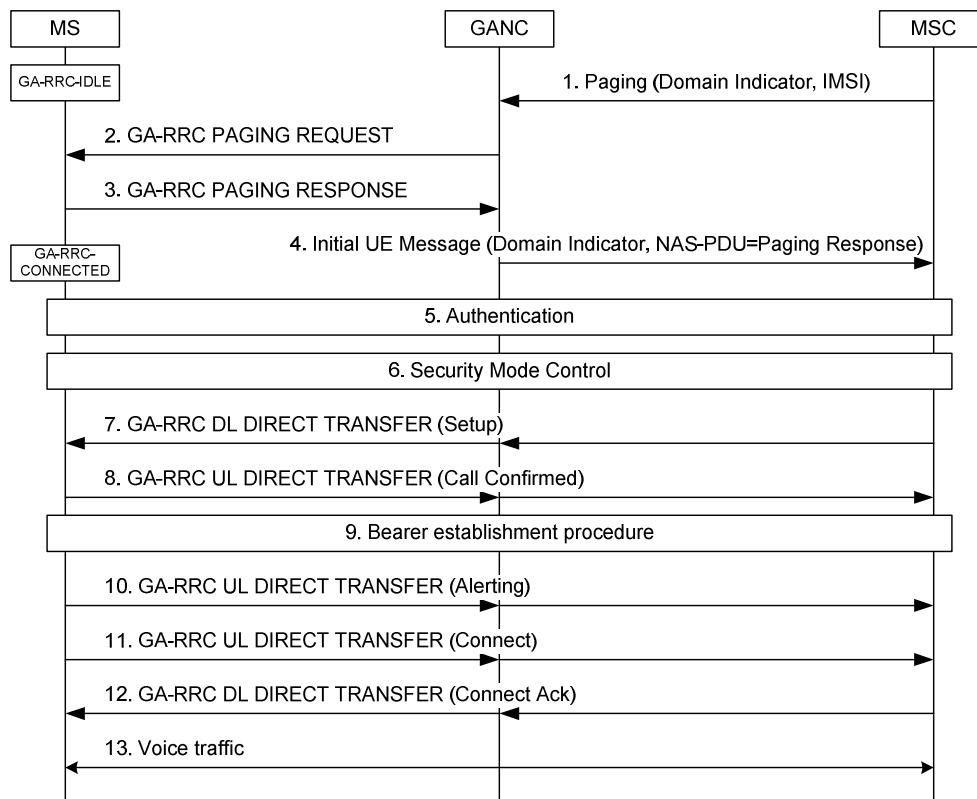 MS
GANC
MSC
GA-RRC-IDLE
1. Paging (Domain Indicator, IMSI)
2. GA-RRC PAGING REQUEST
3. GA-RRC PAGING RESPONSE
4. Initial UE Message (Domain Indicator, NAS-PDU=Paging Response)
GA-RRC-
CONNECTED
5. Authentication
6. Security Mode Control
7. GA-RRC DL DIRECT TRANSFER (Setup)
8. GA-RRC UL DIRECT TRANSFER (Call Confirmed)
9. Bearer establishment procedure
10. GA-RRC UL DIRECT TRANSFER (Alerting)
11. GA-RRC UL DIRECT TRANSFER (Connect)
12. GA-RRC DL DIRECT TRANSFER (Connect Ack)
13. Voice traffic